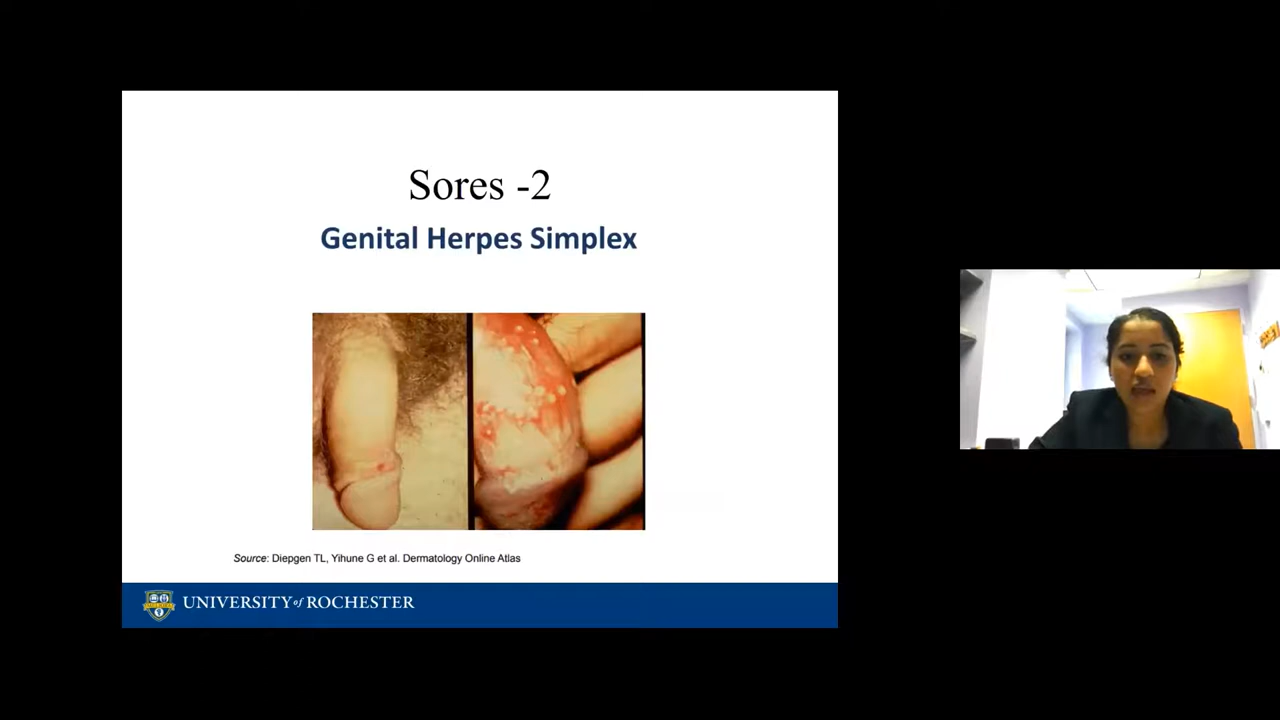 Sores -2
Genital Herpes Simplex
Source: Diepgen TL, Yihune G et al. Dermatology Online Atlas
UNIVERSITY of ROCHESTER